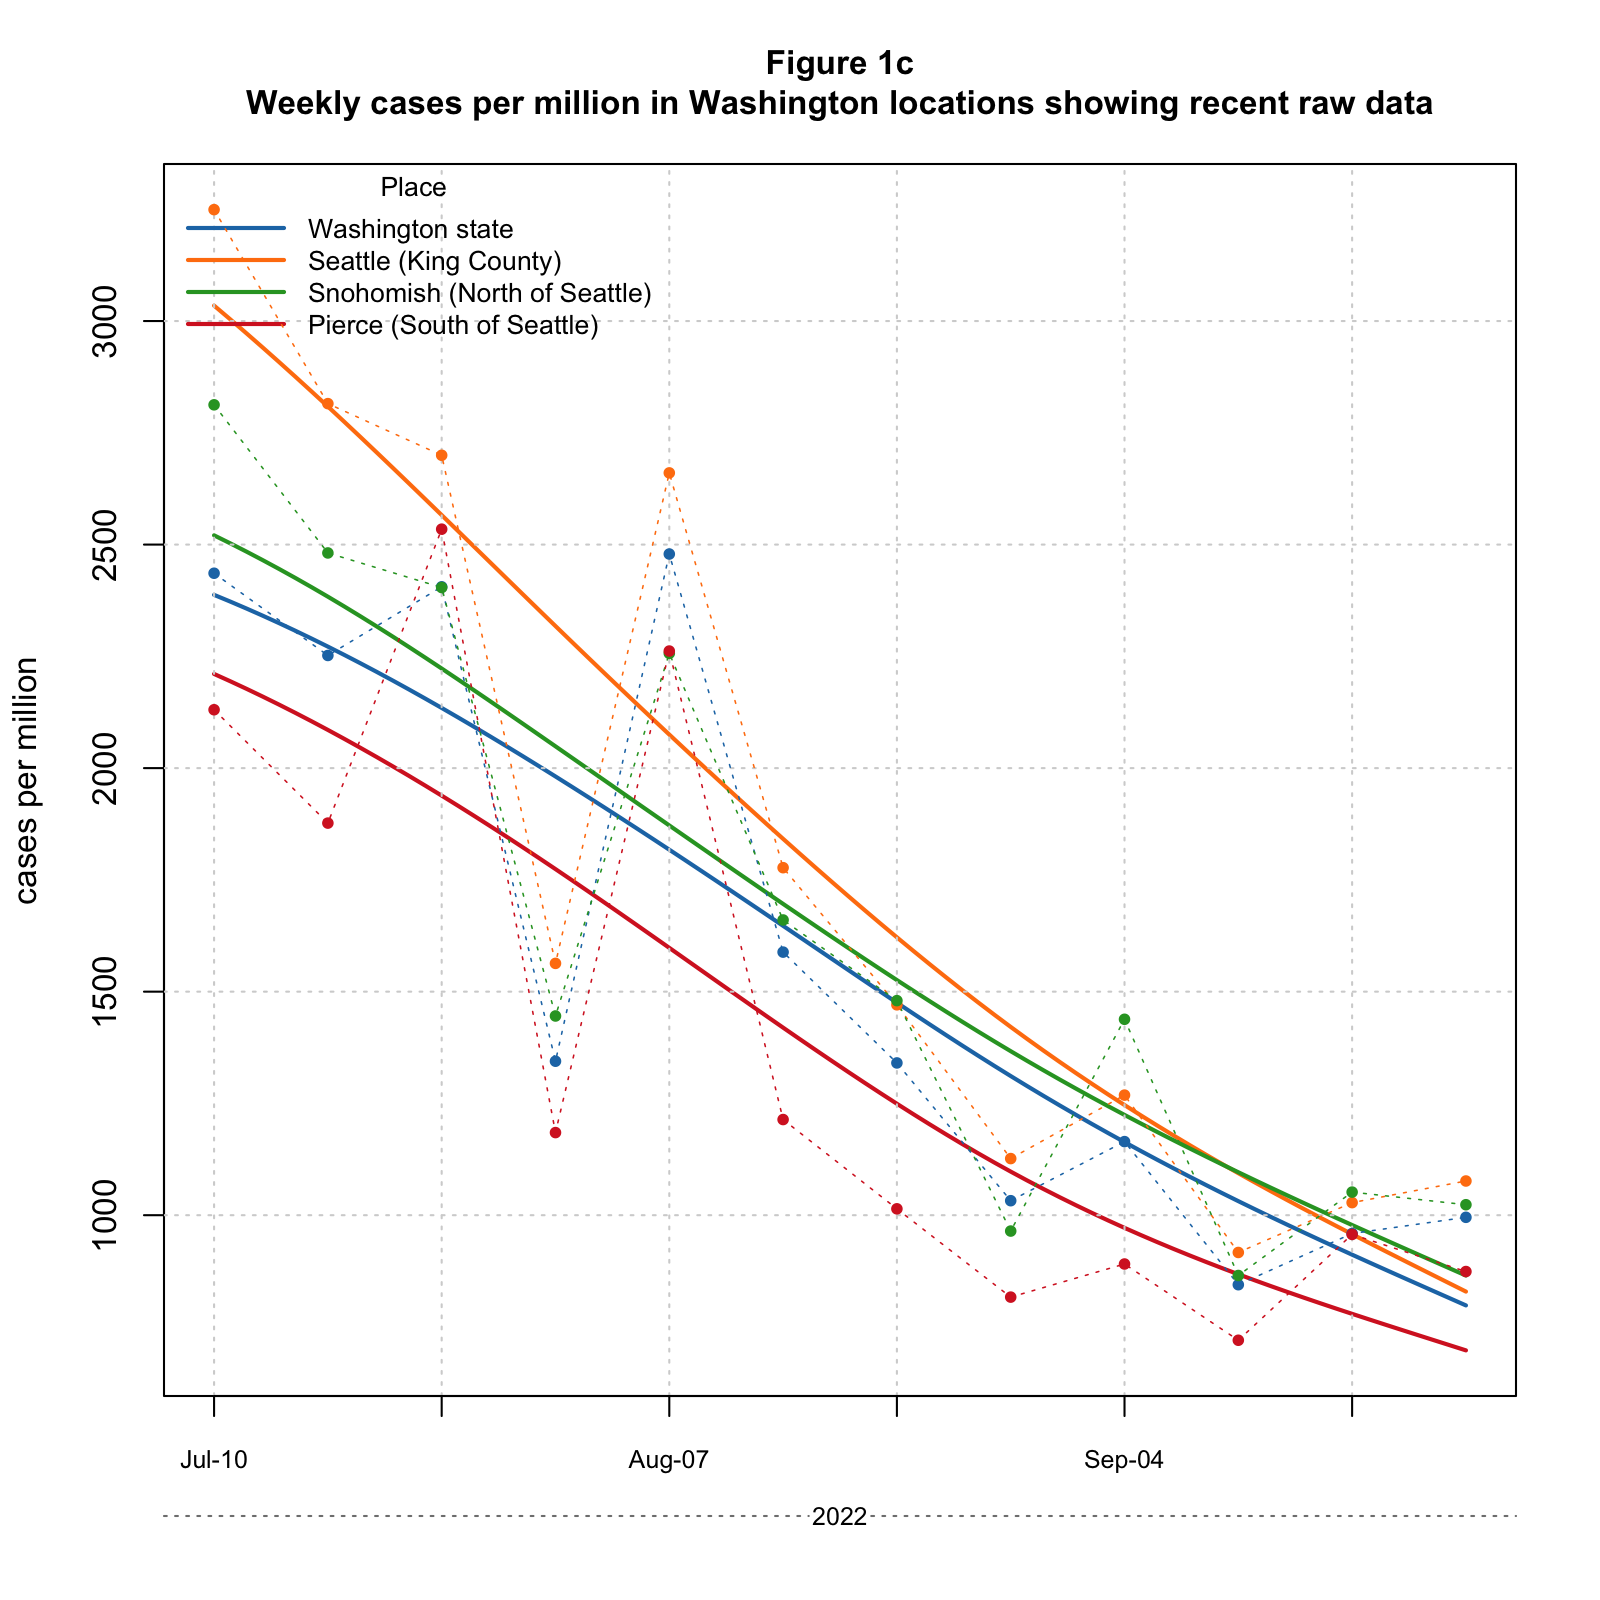 Figure 1c
Weekly cases per million in Washington locations showing recent raw data
Place
Washington state
Seattle (King County)
Snohomish (North of Seattle)
Pierce (South of Seattle)
cases per million
3000
2500
2000
1500
1000
Jul-10
Aug-07
Sep-04
2022